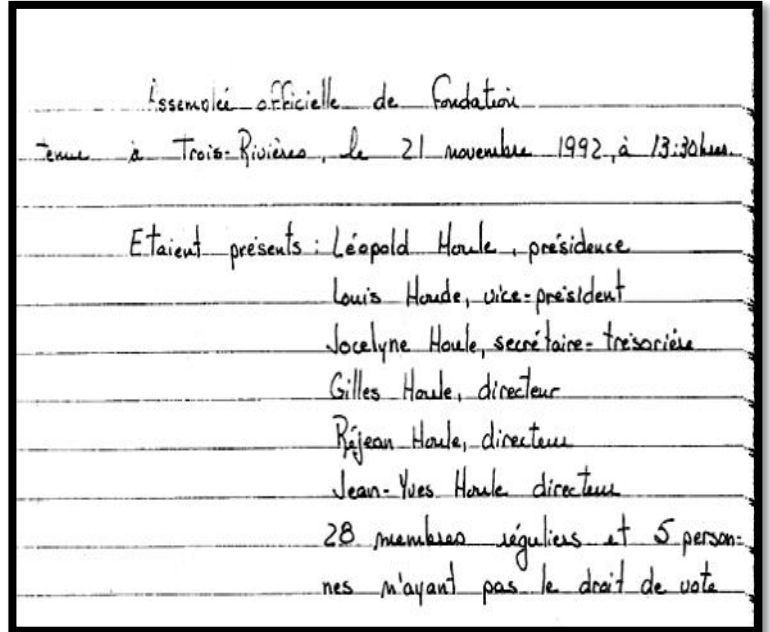 Assemblée officielle de fondation
tenue à Trois-Rivières, le 21 novembre 1992, à 13:30 hres.
Etaient présents : Léopold Houle, présidence
Louis Houde, vice-président
Jocelyne Houle, secrétaire-trésorière
Gilles Houle, directeur
Réjean Houle, directeur
Jean-Yves Houle directeur
28 membres réguliers et 5 person-
nes n'ayant pas le droit de vote